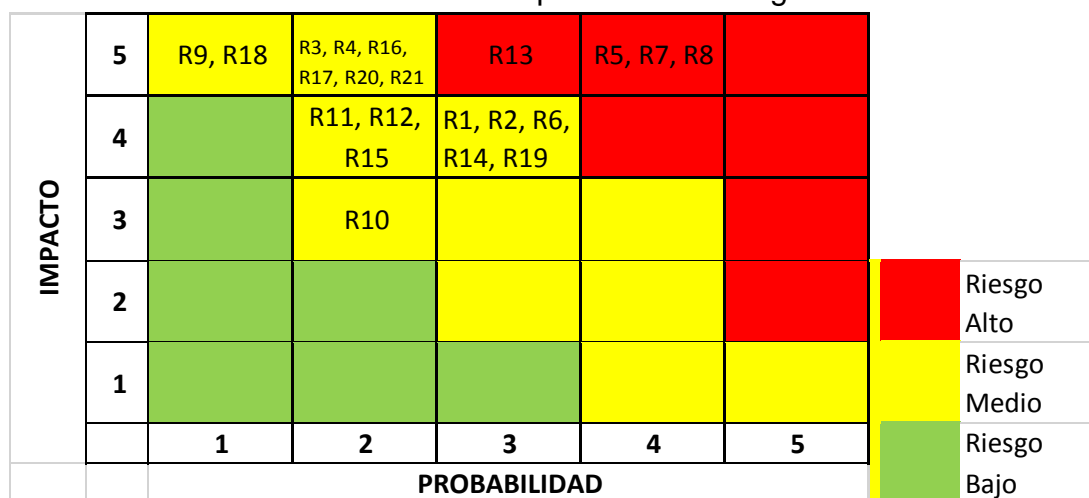 5
R9, R18
R3, R4, R16,
R17, R20, R21
R13
R5, R7, R8
4
R11, R12,
R15
R1, R2, R6,
R14, R19
IMPACTO
3
R10
2
1
1
2
3
4
5
PROBABILIDAD
Riesgo
Alto
Riesgo
Medio
Riesgo
Bajo